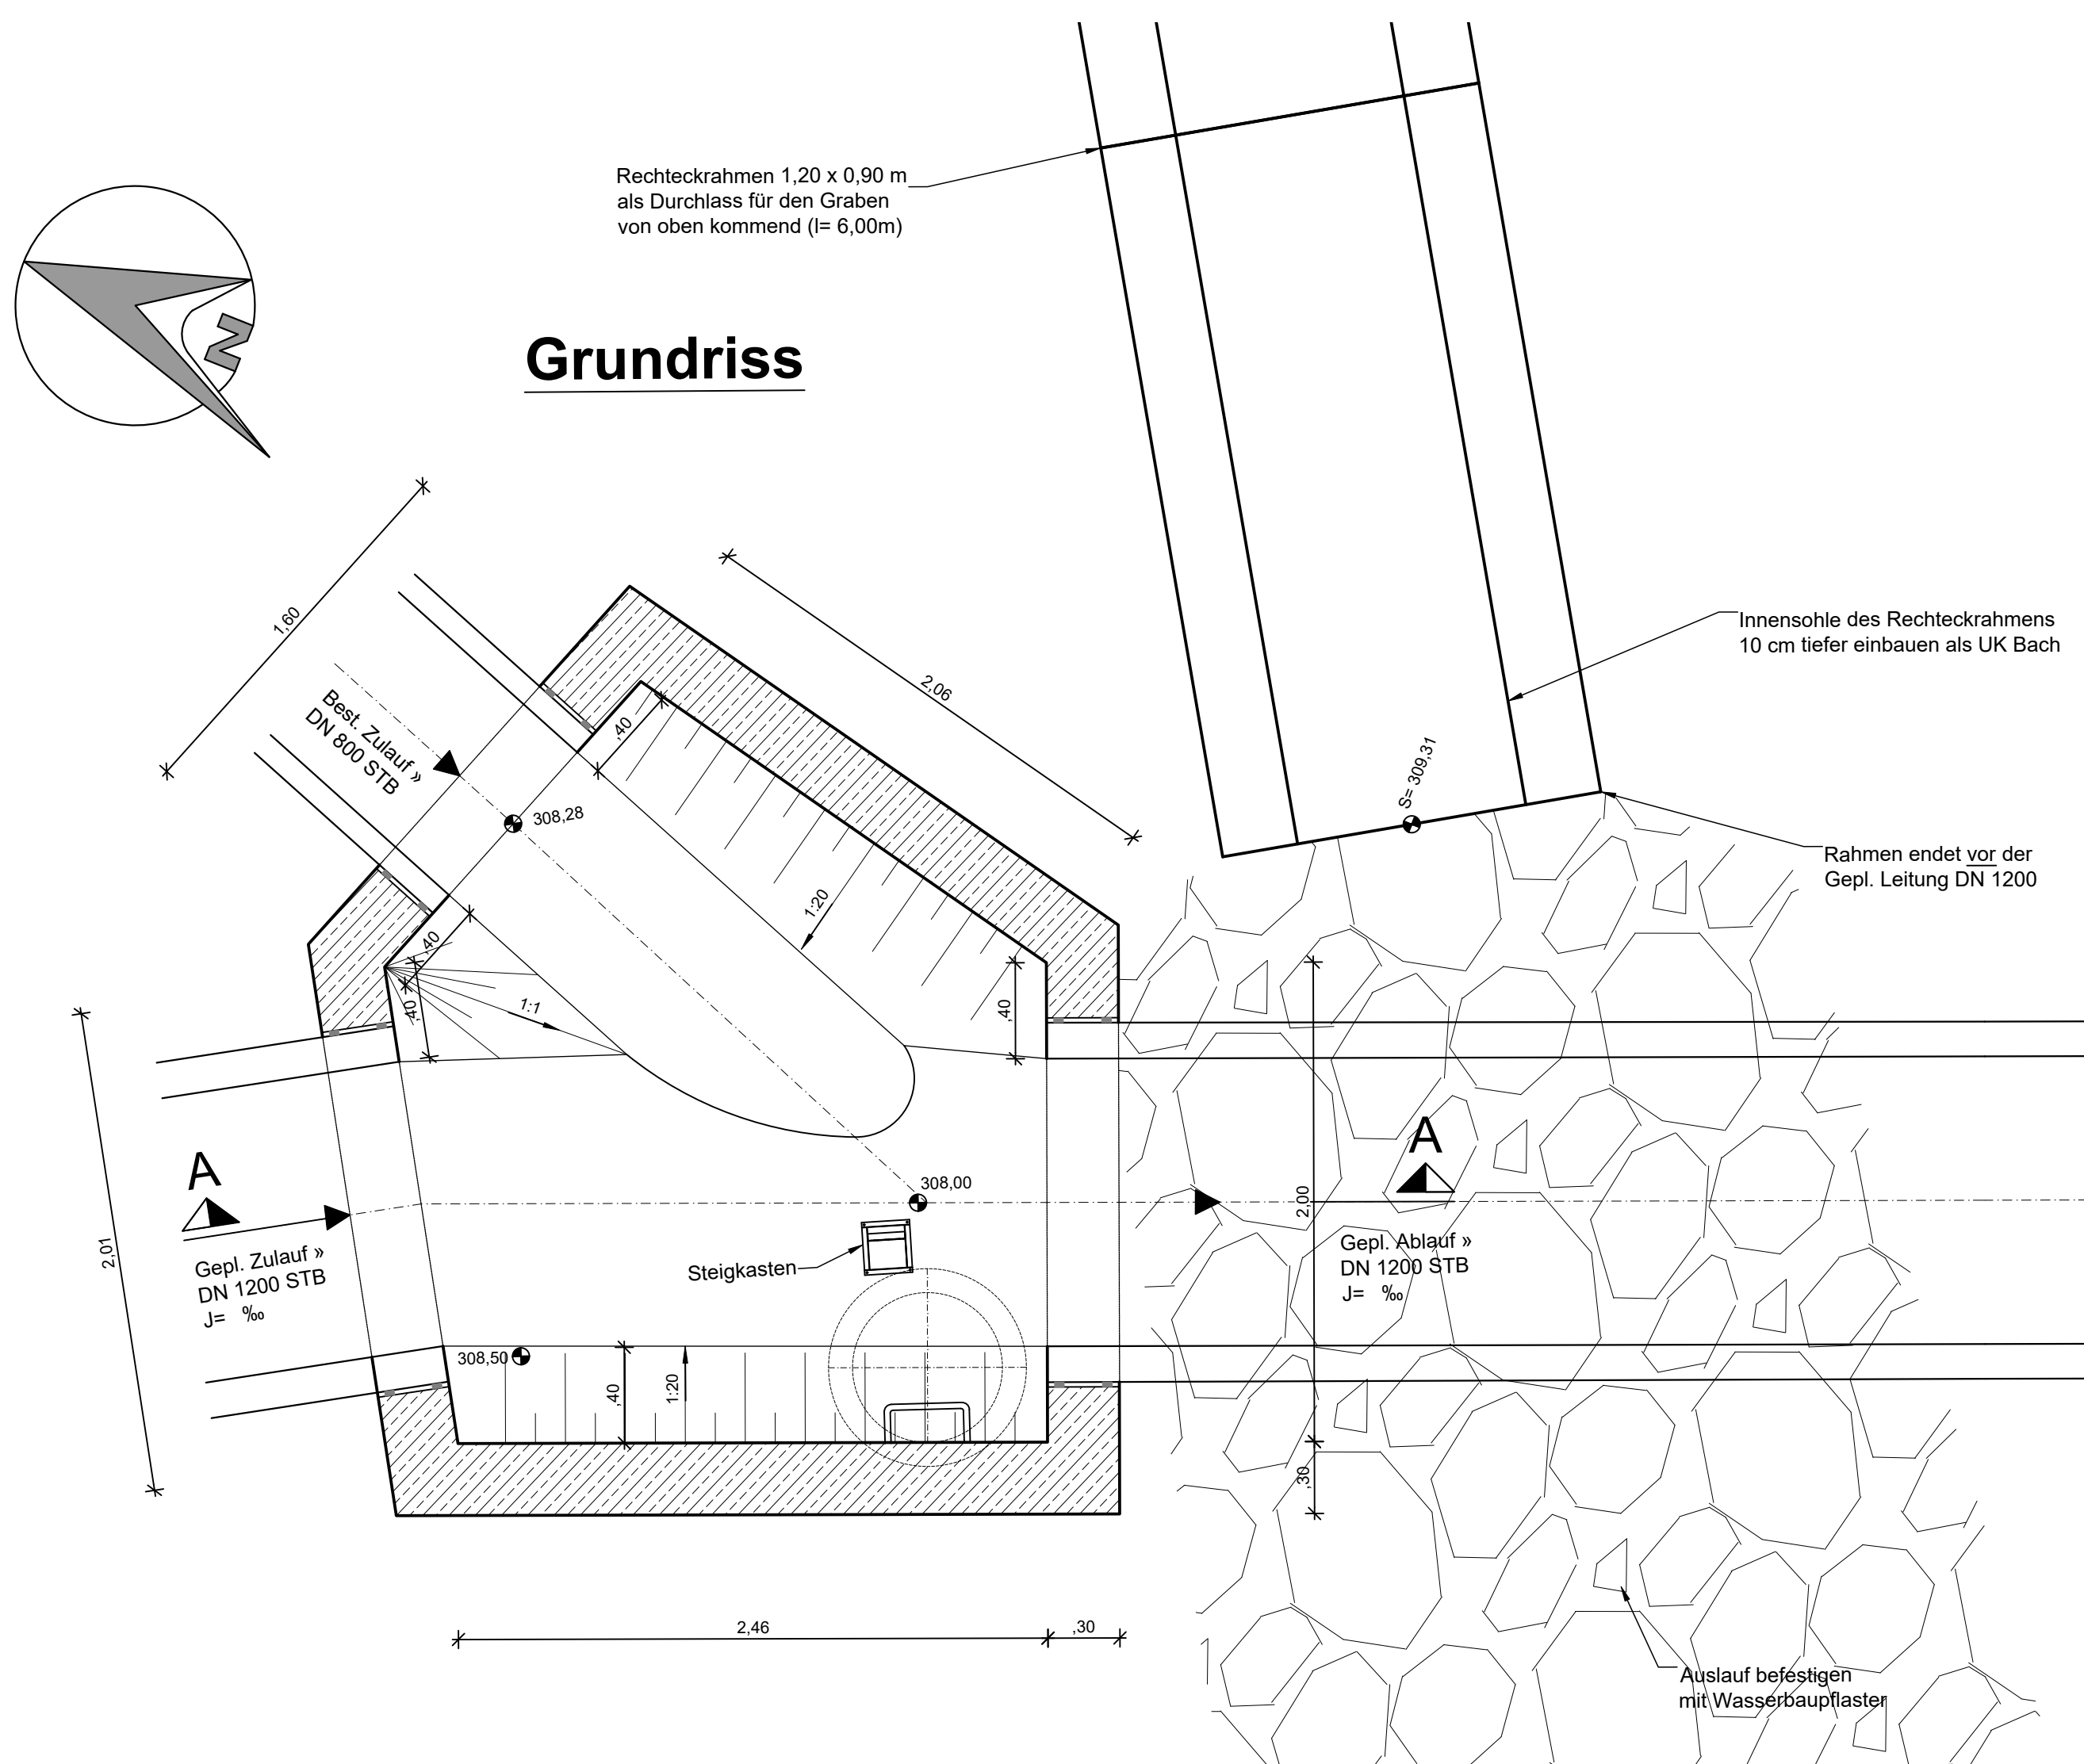 Rechteckrahmen 1,20 x 0,90 m
als Durchlass für den Graben
von oben kommend (l= 6,00m)
N
Grundriss
1,60
2,06
Innensohle des Rechteckrahmens
10 cm tiefer einbauen als UK Bach
Best. Zulauf »
DN 800 STB
,40
308,28
S= 309,31
1:20
Rahmen endet vor der
Gepl. Leitung DN 1200
,40
,40
1:1
,40
A
A
308,00
2,00
2,01
Gepl. Zulauf »
DN 1200 STB
J= ‰
Steigkasten
Gepl. Ablauf »
DN 1200 STB
J= ‰
308,50
,40
1:20
,30
2,46
,30
Auslauf befestigen
mit Wasserbaupflaster